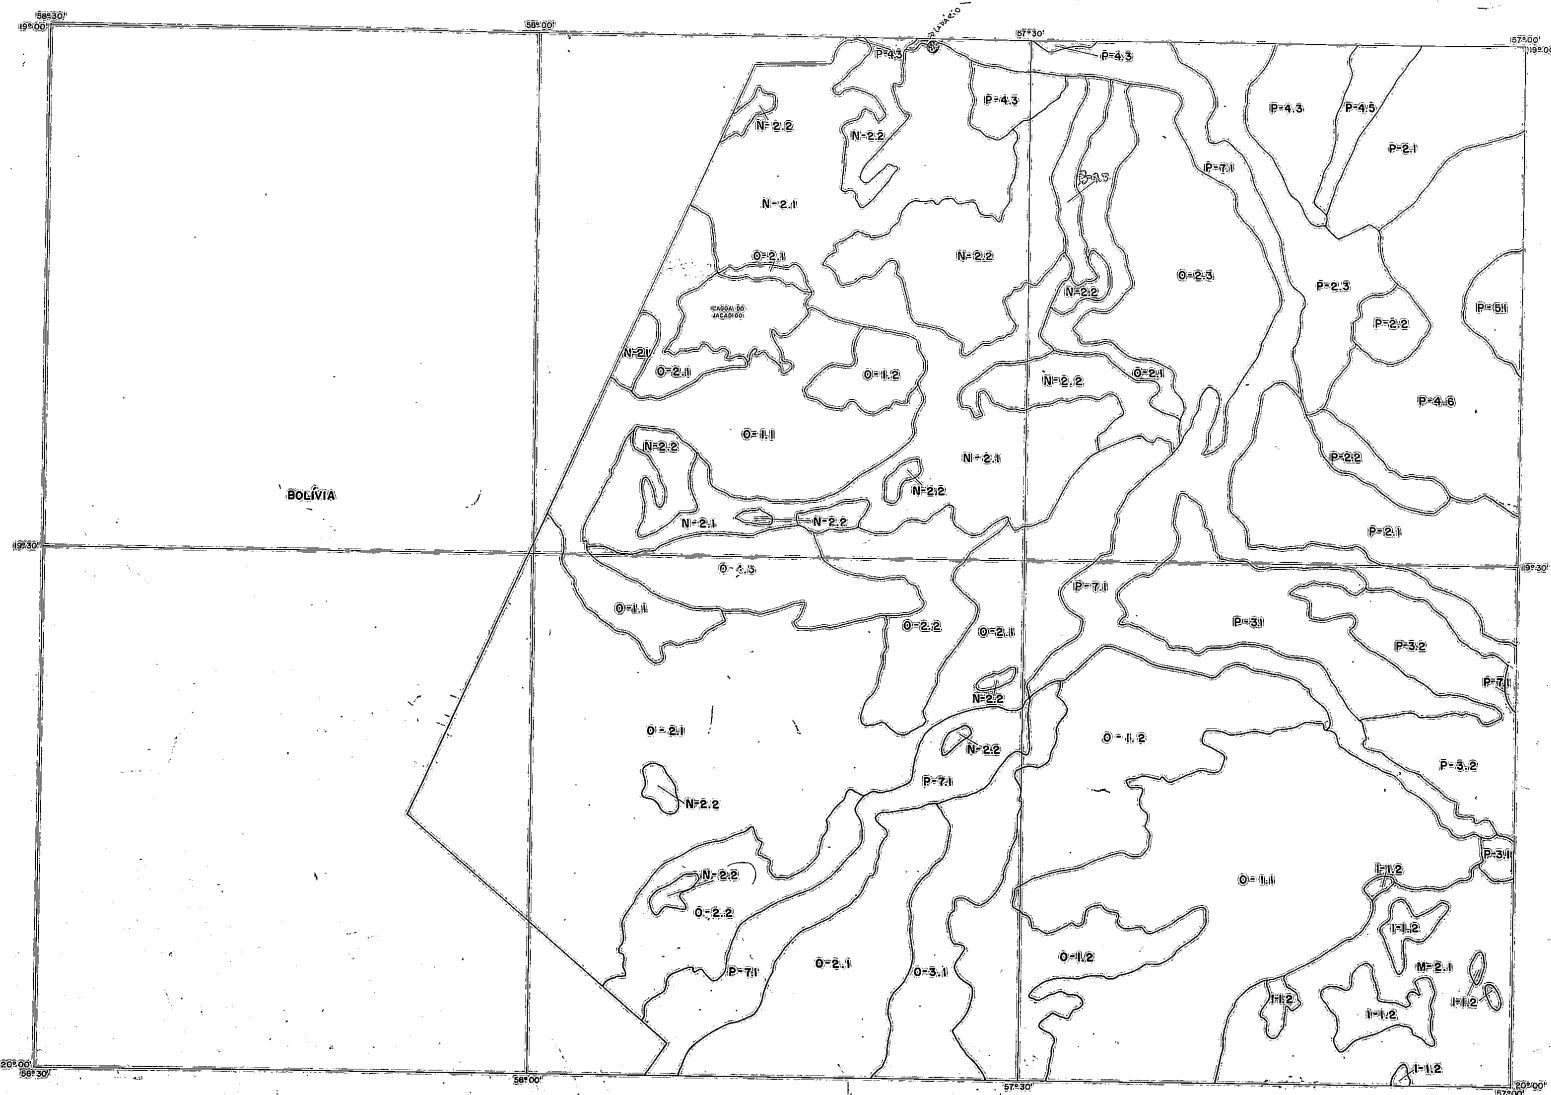 58°30'
19°00'
58°00'
LADÁRIO
57°30'
57°00'
19°00'
P-4.3
P-4.3
P-4.3
P-4.3
P-4.5
N-2.2
N-2.2
P-2.1
P-7.1
N-2.1
O-2.1
N-2.2
O-2.3
N-2.2
P-2.3
P-5.1
LAGOA DO
JACADIGO
P-2.2
N-2.1
O-2.1
O-1.2
N-2.2
O-2.1
P-4.6
O-1.1
N-2.2
N-2.1
P-2.2
BOLÍVIA
N-2.2
N-2.1
N-2.2
P-2.1
19°30'
19°30'
P-7.1
O-1.1
O-2.2
O-2.1
P-3.1
P-3.2
P-7.1
N-2.2
O-2.1
N-2.2
O-1.2
P-3.2
P-7.1
N-2.2
P-3.1
N-2.2
O-1.1
I-1.2
O-2.2
I-1.2
P-7.1
O-2.1
O-3.1
O-1.2
M-2.1
I-1.2
I-1.2
I-1.2
I-1.2
20°00'
58°30'
58°00'
57°30'
20°00'
57°00'